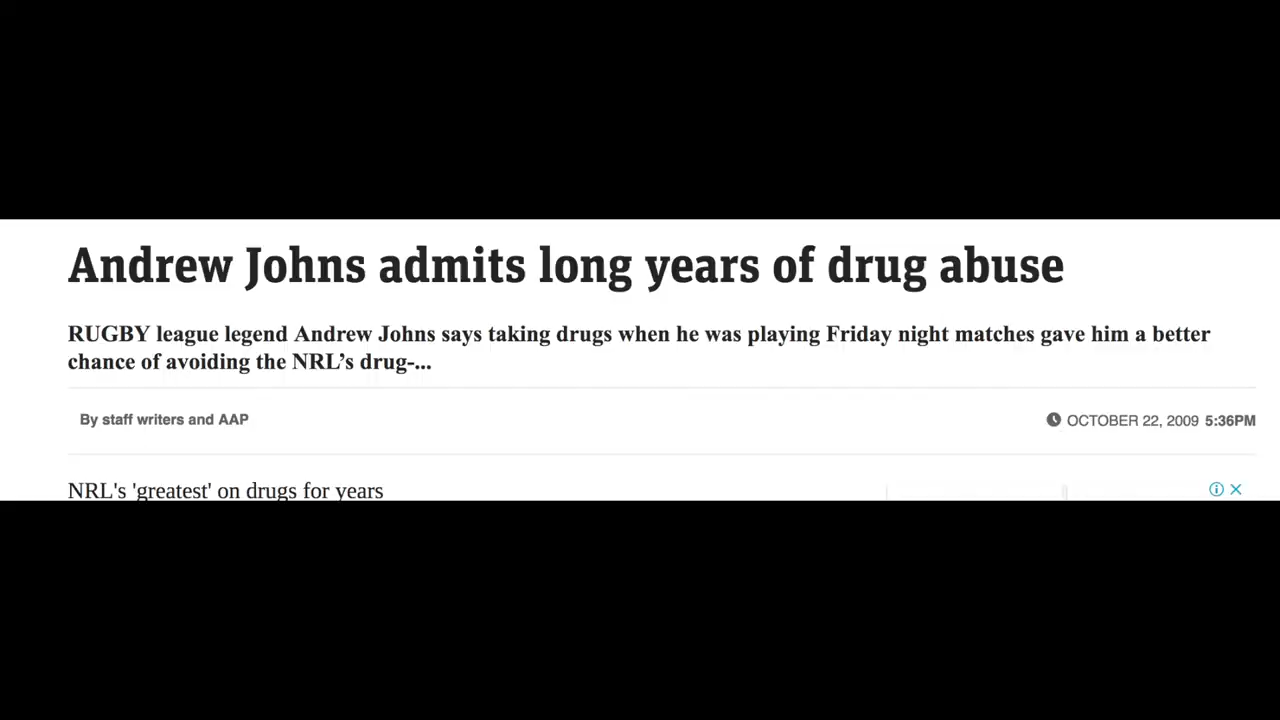 Andrew Johns admits long years of drug abuse
RUGBY league legend Andrew Johns says taking drugs when he was playing Friday night matches gave him a better
chance of avoiding the NRL’s drug-...
By staff writers and AAP
OCTOBER 22, 2009 5:36PM
NRL's 'greatest' on drugs for years